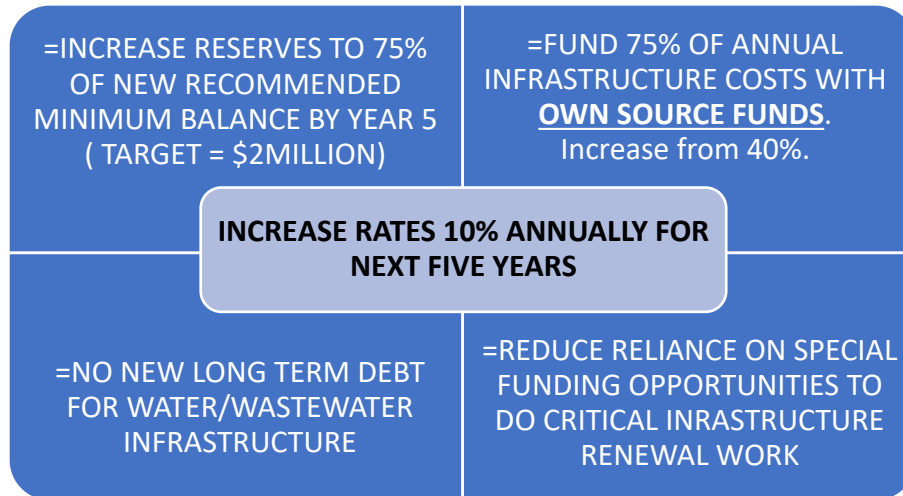 =INCREASE RESERVES TO 75%
OF NEW RECOMMENDED
MINIMUM BALANCE BY YEAR 5
( TARGET = $2MILLION)
=FUND 75% OF ANNUAL
INFRASTRUCTURE COSTS WITH
OWN SOURCE FUNDS.
Increase from 40%.
INCREASE RATES 10% ANNUALLY FOR
NEXT FIVE YEARS
=NO NEW LONG TERM DEBT
FOR WATER/WASTEWATER
INFRASTRUCTURE
=REDUCE RELIANCE ON SPECIAL
FUNDING OPPORTUNITIES TO
DO CRITICAL INRASTRUCTURE
RENEWAL WORK